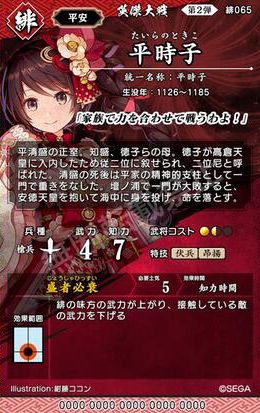 緋
平安
英傑大戦
第2弾
緋065
たいらのときこ
平時子
統一名称：平時子
生没年：1126～1185
「家族で力を合わせて戦うわよ！」
平清盛の正室、知盛、徳子らの母。徳子が高倉天
皇に入内したため従二位に叙せられ、二位尼と呼
ばれた。清盛の死後は平家の精神的支柱として一
門で重きをなした。壇ノ浦で一門が大敗すると、
安徳天皇を抱いて海中に身を投げ、命を落とす。
兵種 武力 知力 武将コスト
槍兵 4 7 特技 伏兵 昂揚
じょうしゃひっすい 必要士気 効果時間
盛者必衰 5 知力時間
効果範囲
緋の味方の武力が上がり、接触している敵
の武力を下げる
Illustration:紺藤ココン
©SEGA
0000-0000-0000-0000-0000